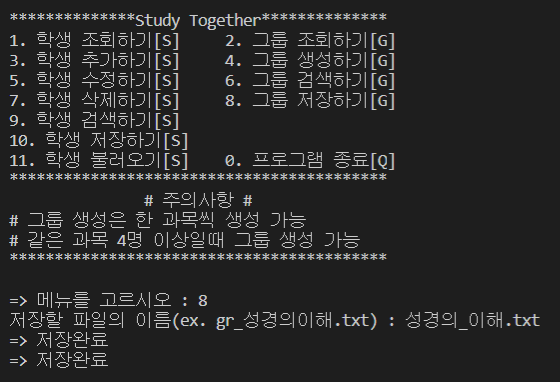 **************Study Together**************
1. 학생 조회하기[S] 2. 그룹 조회하기[G]
3. 학생 추가하기[S] 4. 그룹 생성하기[G]
5. 학생 수정하기[S] 6. 그룹 검색하기[G]
7. 학생 삭제하기[S] 8. 그룹 저장하기[G]
9. 학생 검색하기[S]
10. 학생 저장하기[S]
11. 학생 불러오기[S] 0. 프로그램 종료[Q]
******************************************
# 주의사항 #
# 그룹 생성은 한 과목씩 생성 가능
# 같은 과목 4명 이상일때 그룹 생성 가능
******************************************
=> 메뉴를 고르시오 : 8
저장할 파일의 이름(ex. gr_성경의이해.txt) : 성경의_이해.txt
=> 저장완료
=> 저장완료